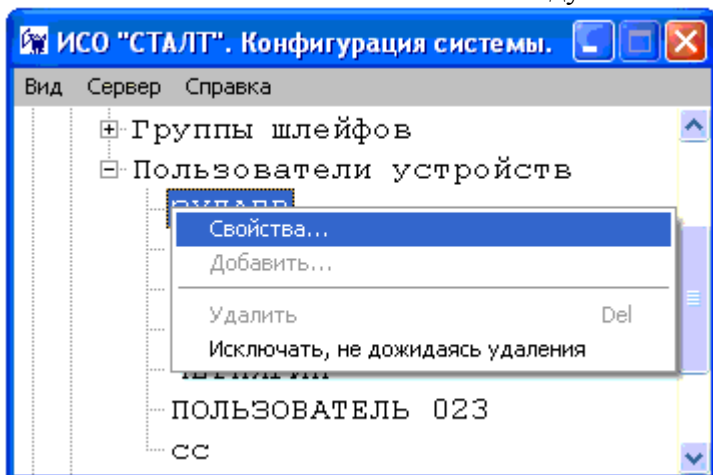 ИСО "СТАЛТ". Конфигурация системы.
Вид Сервер Справка
Группы шлейфов
Пользователи устройств
Свойства...
Добавить...
Удалить Del
Исключать, не дожидаясь удаления
ПОЛЬЗОВАТЕЛЬ 023
сс